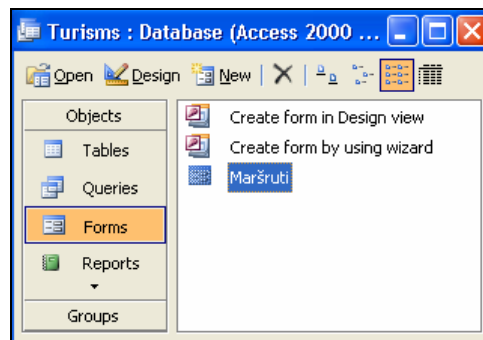 Turisms : Database (Access 2000 ...
Open Design New
Objects
Tables
Queries
Forms
Reports
Groups
Create form in Design view
Create form by using wizard
Maršruti